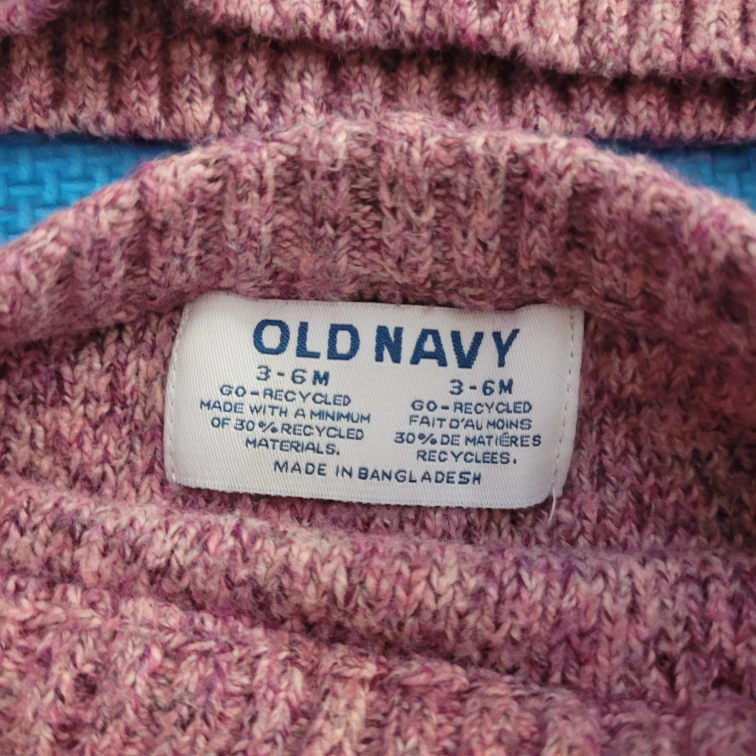 OLD NAVY
3-6M
GO-RECYCLED
MADE WITH A MINIMUM
OF 30% RECYCLED
MATERIALS.
3-6M
GO-RECYCLED
FAIT D'AU MOINS
30% DE MATIÈRES
RECYCLEES.
MADE IN BANGLADESH